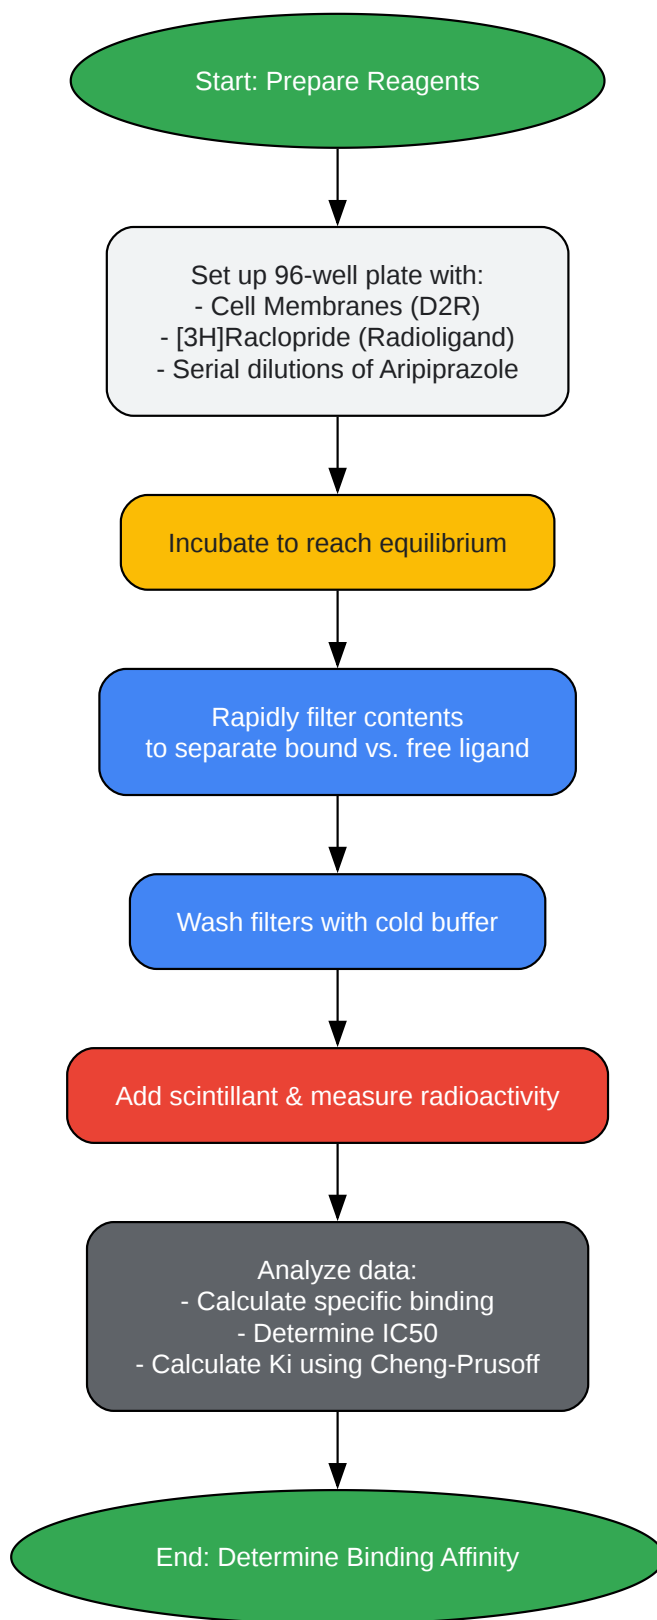 Start: Prepare Reagents
Set up 96-well plate with:
- Cell Membranes (D2R)
- [3H]Raclopride (Radioligand)
- Serial dilutions of Aripiprazole
Incubate to reach equilibrium
Rapidly filter contents
to separate bound vs. free ligand
Wash filters with cold buffer
Add scintillant & measure radioactivity
Analyze data:
- Calculate specific binding
- Determine IC50
- Calculate Ki using Cheng-Prusoff
End: Determine Binding Affinity